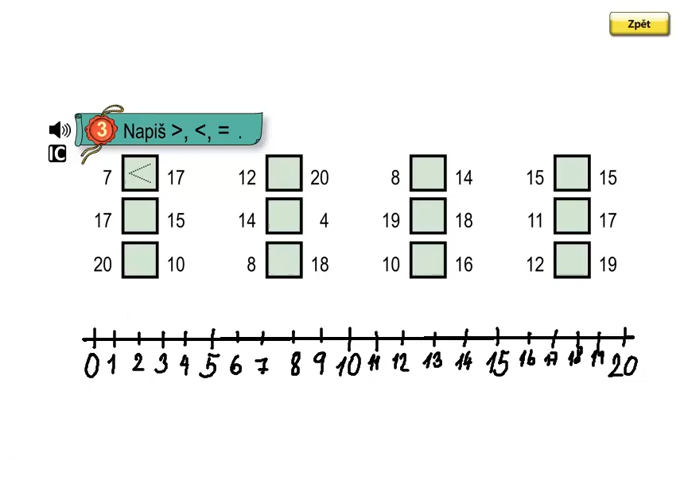 Zpět
3 Napiš >, <, = .
7 < 17 12 20 8 14 15 15
17 15 14 4 19 18 11 17
20 10 8 18 10 16 12 19
0 1 2 3 4 5 6 7 8 9 10 11 12 13 14 15 16 17 18 19 20